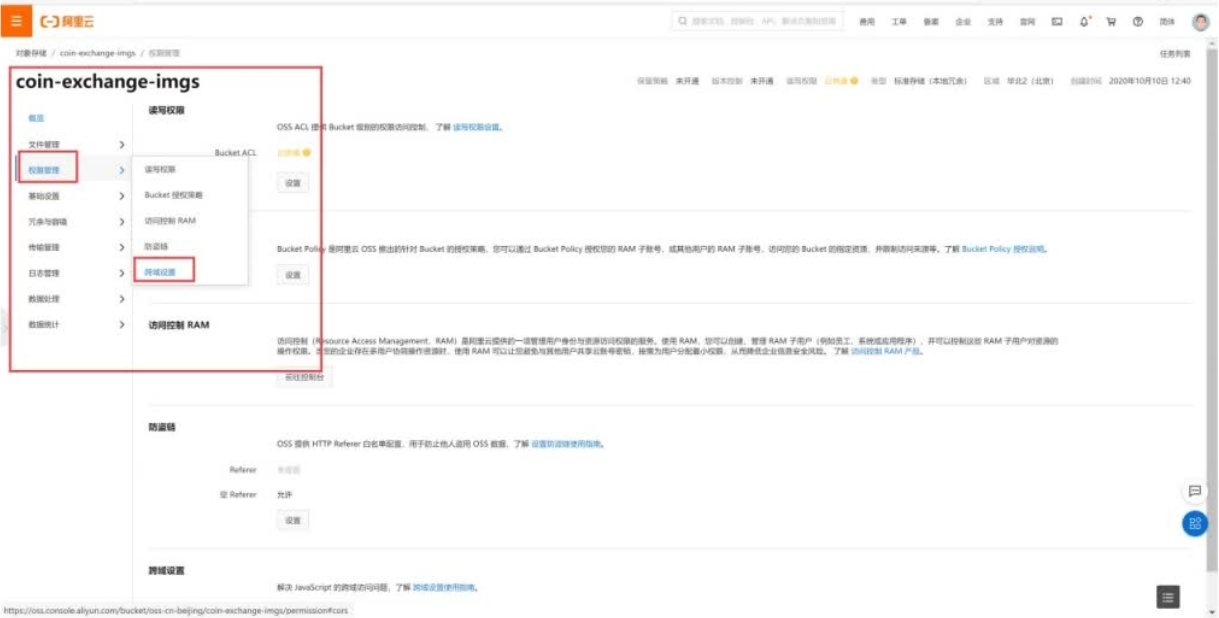 阿里云
搜索文档、控制台、API、解决方案和资源
费用 工单 备案 企业 支持 官网 简体
对象存储 / coin-exchange-imgs / 权限管理
任务列表
coin-exchange-imgs
保留策略 未开通 版本控制 未开通 读写权限 公共读 类型 标准存储（本地冗余） 区域 华北2（北京） 创建时间 2020年10月10日 12:40
概览
文件管理
权限管理
基础设置
冗余与容错
传输管理
日志管理
数据处理
数据统计
读写权限
Bucket 授权策略
访问控制 RAM
防盗链
跨域设置
读写权限
OSS ACL 提供 Bucket 级别的权限访问控制。 了解 读写权限设置。
Bucket ACL 公共读
设置
Bucket Policy 是阿里云 OSS 推出的针对 Bucket 的授权策略，您可以通过 Bucket Policy 授权您的 RAM 子账号、或其他用户的 RAM 子账号，访问您的 Bucket 的指定资源，并限制访问来源等。了解 Bucket Policy 授权说明。
设置
访问控制 RAM
访问控制（Resource Access Management，RAM）是阿里云提供的一项管理用户身份与资源访问权限的服务。使用 RAM，您可以创建、管理 RAM 子用户（例如员工、系统或应用程序），并可以控制这些 RAM 子用户对资源的
操作权限。当您的企业存在多用户协同操作资源时，使用 RAM 可以让您避免与其他用户共享云账号密钥，按需为用户分配最小权限，从而降低企业信息安全风险。 了解 访问控制 RAM 产品。
前往控制台
防盗链
OSS 提供 HTTP Referer 白名单配置，用于防止他人盗用 OSS 数据，了解 设置防盗链使用指南。
Referer 未设置
空 Referer 允许
设置
跨域设置
解决 JavaScript 的跨域访问问题，了解 跨域设置使用指南。
https://oss.console.aliyun.com/bucket/oss-cn-beijing/coin-exchange-imgs/permission#cors